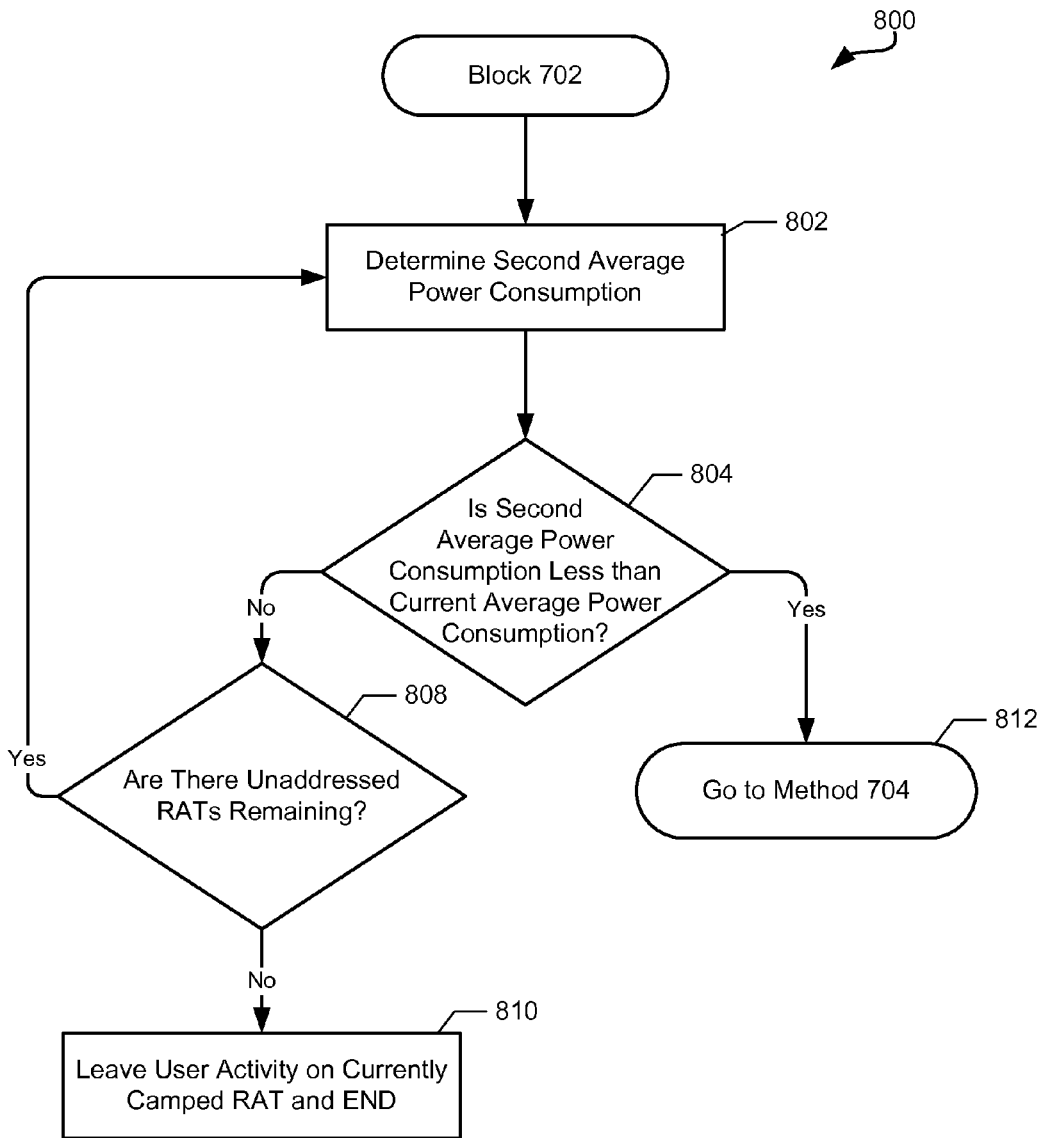 800
Block 702
802
Determine Second Average
Power Consumption
804
Is Second
Average Power
Consumption Less than
Current Average Power
Consumption?
No
Yes
808
Are There Unaddressed
RATs Remaining?
Yes
812
Go to Method 704
No
810
Leave User Activity on Currently
Camped RAT and END